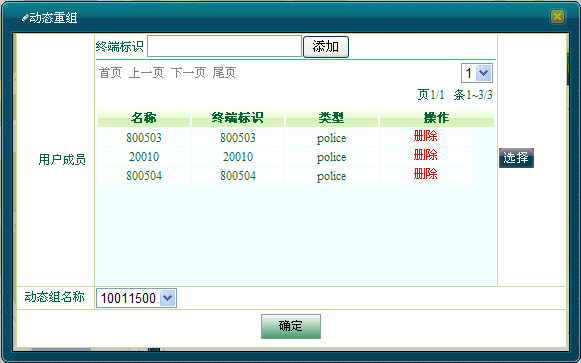 动态重组
终端标识 添加
首页 上一页 下一页 尾页 1
页1/1 条1~3/3
名称 终端标识 类型 操作
800503 800503 police 删除
20010 20010 police 删除
800504 800504 police 删除
用户成员
选择
动态组名称 10011500
确定